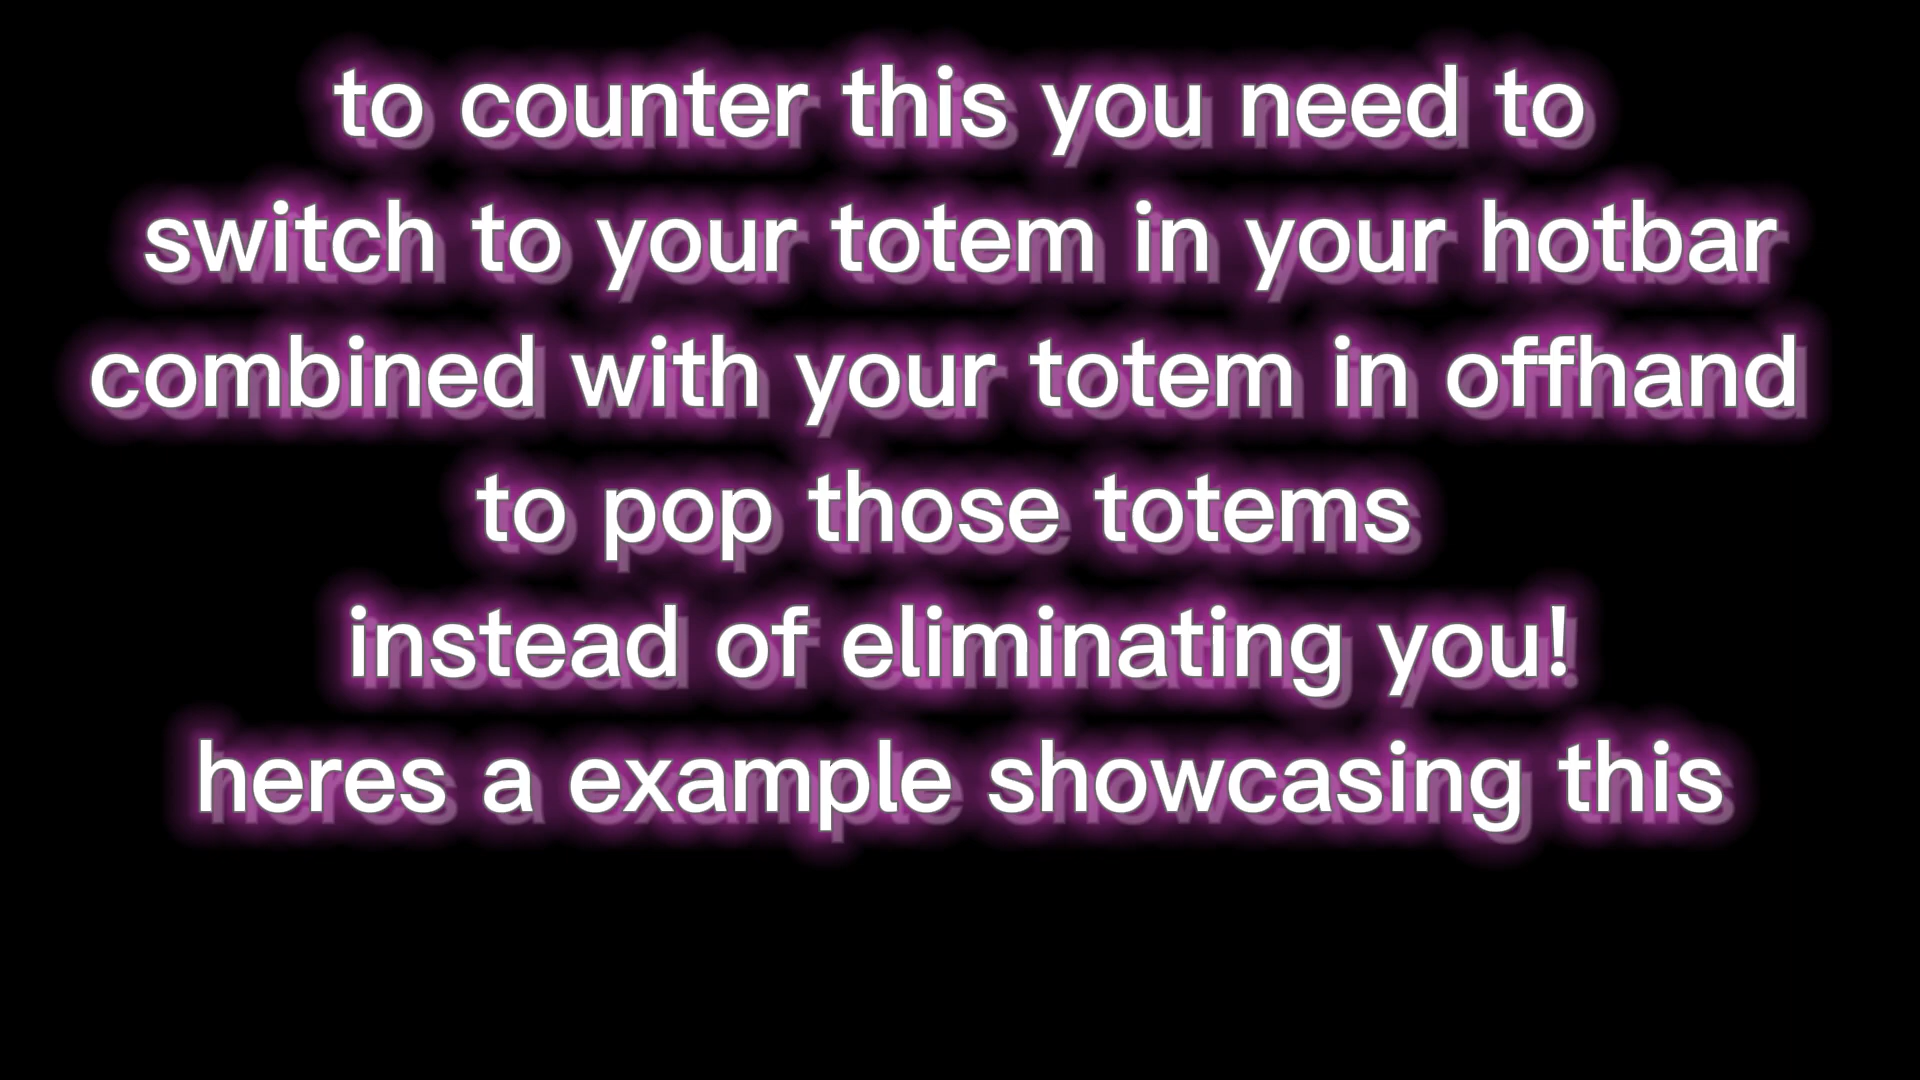 to counter this you need to
switch to your totem in your hotbar
combined with your totem in offhand
to pop those totems
instead of eliminating you!
heres a example showcasing this